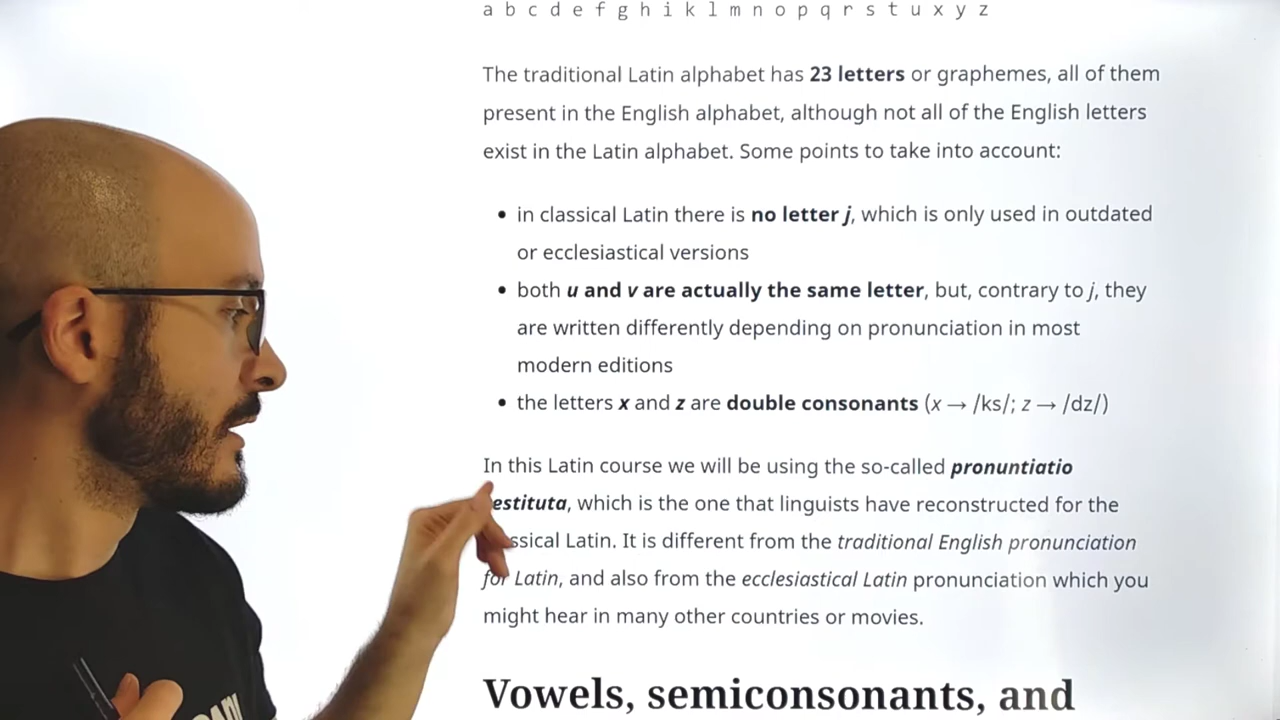 a b c d e f g h i k l m n o p q r s t u x y z
The traditional Latin alphabet has 23 letters or graphemes, all of them
present in the English alphabet, although not all of the English letters
exist in the Latin alphabet. Some points to take into account:
• in classical Latin there is no letter j, which is only used in outdated
or ecclesiastical versions
• both u and v are actually the same letter, but, contrary to j, they
are written differently depending on pronunciation in most
modern editions
• the letters x and z are double consonants (x → /ks/; z → /dz/)
In this Latin course we will be using the so-called pronuntiatio
estituta, which is the one that linguists have reconstructed for the
ssical Latin. It is different from the traditional English pronunciation
for Latin, and also from the ecclesiastical Latin pronunciation which you
might hear in many other countries or movies.
Vowels, semiconsonants, and